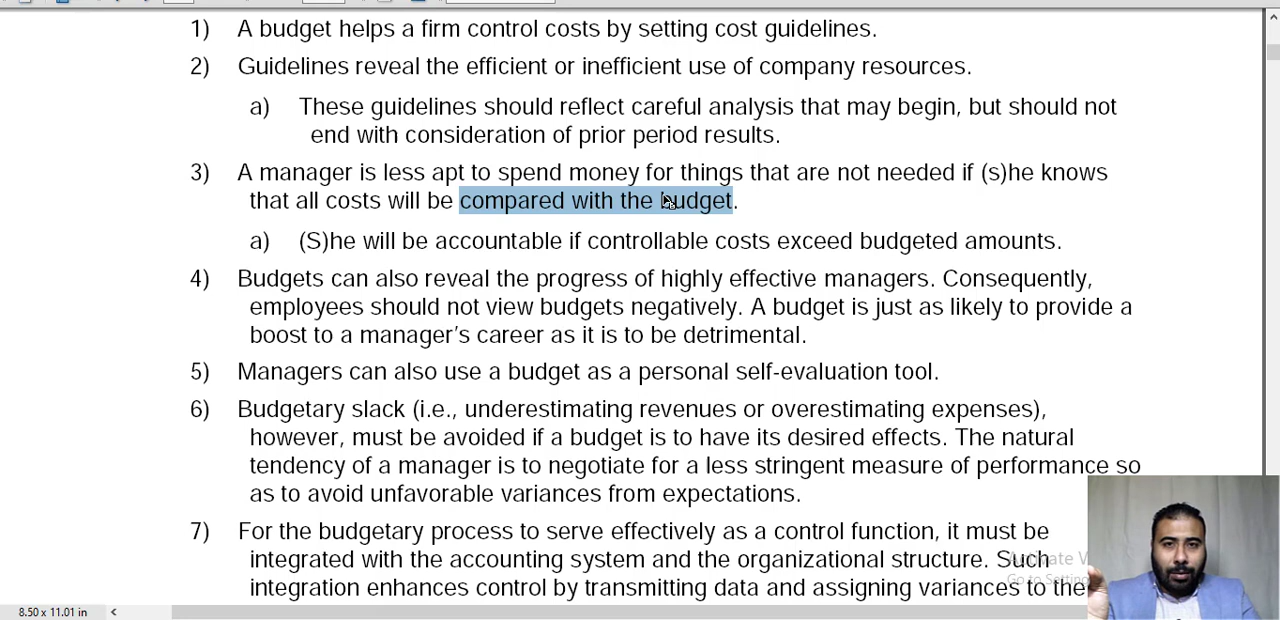 1) A budget helps a firm control costs by setting cost guidelines.
2) Guidelines reveal the efficient or inefficient use of company resources.
a) These guidelines should reflect careful analysis that may begin, but should not
end with consideration of prior period results.
3) A manager is less apt to spend money for things that are not needed if (s)he knows
that all costs will be compared with the budget.
a) (S)he will be accountable if controllable costs exceed budgeted amounts.
4) Budgets can also reveal the progress of highly effective managers. Consequently,
employees should not view budgets negatively. A budget is just as likely to provide a
boost to a manager's career as it is to be detrimental.
5) Managers can also use a budget as a personal self-evaluation tool.
6) Budgetary slack (i.e., underestimating revenues or overestimating expenses),
however, must be avoided if a budget is to have its desired effects. The natural
tendency of a manager is to negotiate for a less stringent measure of performance so
as to avoid unfavorable variances from expectations.
7) For the budgetary process to serve effectively as a control function, it must be
integrated with the accounting system and the organizational structure. Such
integration enhances control by transmitting data and assigning variances to the
Activate
Go to
8.50 x 11.01 in